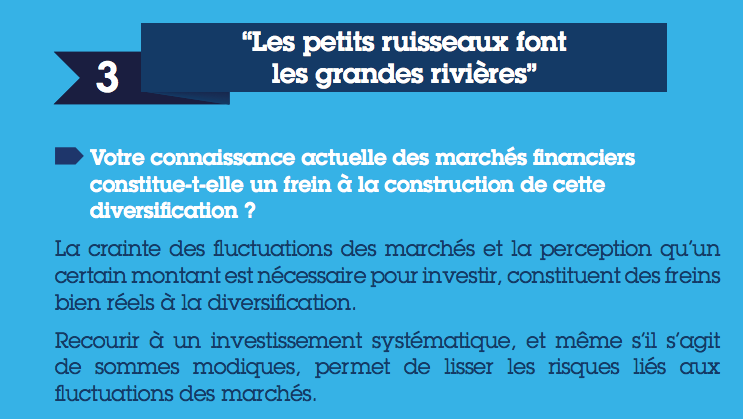 3
“Les petits ruisseaux font
les grandes rivières”
Votre connaissance actuelle des marchés financiers
constitue-t-elle un frein à la construction de cette
diversification ?
La crainte des fluctuations des marchés et la perception qu’un
certain montant est nécessaire pour investir, constituent des freins
bien réels à la diversification.
Recourir à un investissement systématique, et même s’il s’agit
de sommes modiques, permet de lisser les risques liés aux
fluctuations des marchés.